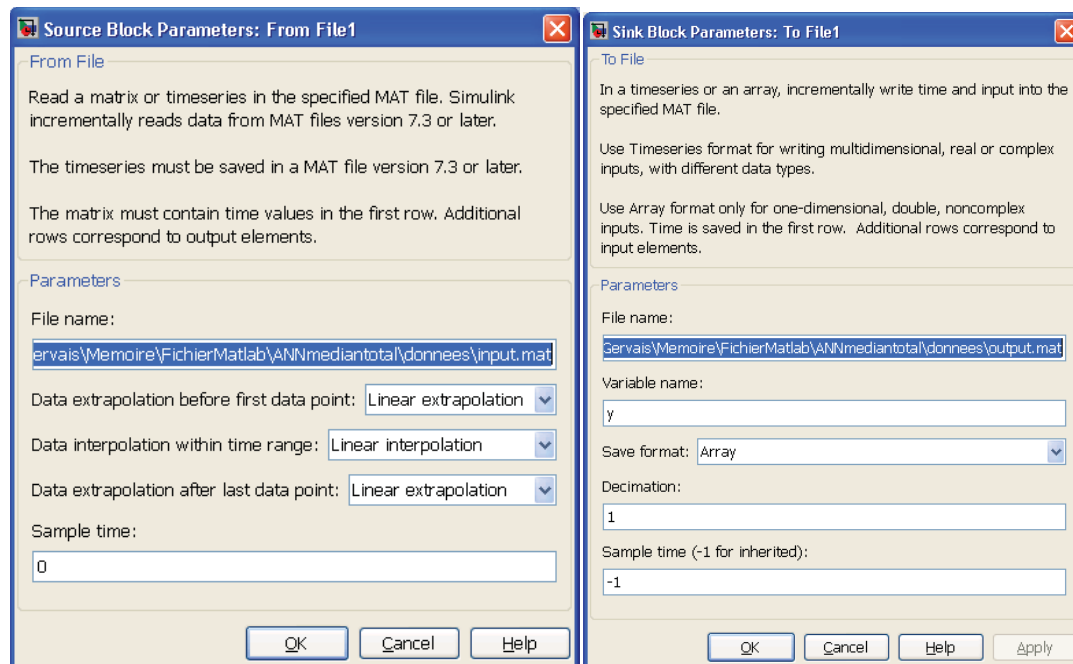 Source Block Parameters: From File1
From File
Read a matrix or timeseries in the specified MAT file. Simulink
incrementally reads data from MAT files version 7.3 or later.
The timeseries must be saved in a MAT file version 7.3 or later.
The matrix must contain time values in the first row. Additional
rows correspond to output elements.
Parameters
File name:
ervais\Memoire\FichierMatlab\ANNmediantotal\donnees\input.mat
Data extrapolation before first data point: Linear extrapolation
Data interpolation within time range: Linear interpolation
Data extrapolation after last data point: Linear extrapolation
Sample time:
0
OK Cancel Help
Sink Block Parameters: To File1
To File
In a timeseries or an array, incrementally write time and input into the
specified MAT file.
Use Timeseries format for writing multidimensional, real or complex
inputs, with different data types.
Use Array format only for one-dimensional, double, noncomplex
inputs. Time is saved in the first row. Additional rows correspond to
input elements.
Parameters
File name:
Gervais\Memoire\FichierMatlab\ANNmediantotal\donnees\output.mat
Variable name:
y
Save format: Array
Decimation:
1
Sample time (-1 for inherited):
-1
OK Cancel Help Apply